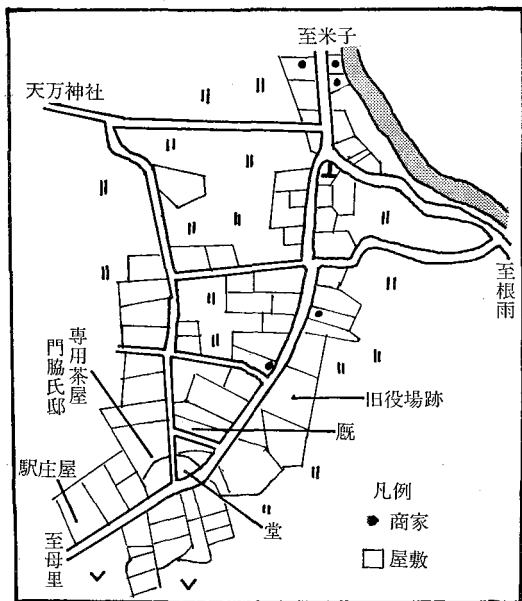 至米子
天万神社
至根雨
専用茶屋
門脇氏邸
旧役場跡
厩
駅庄屋
堂
至母里
凡例
商家
屋敷